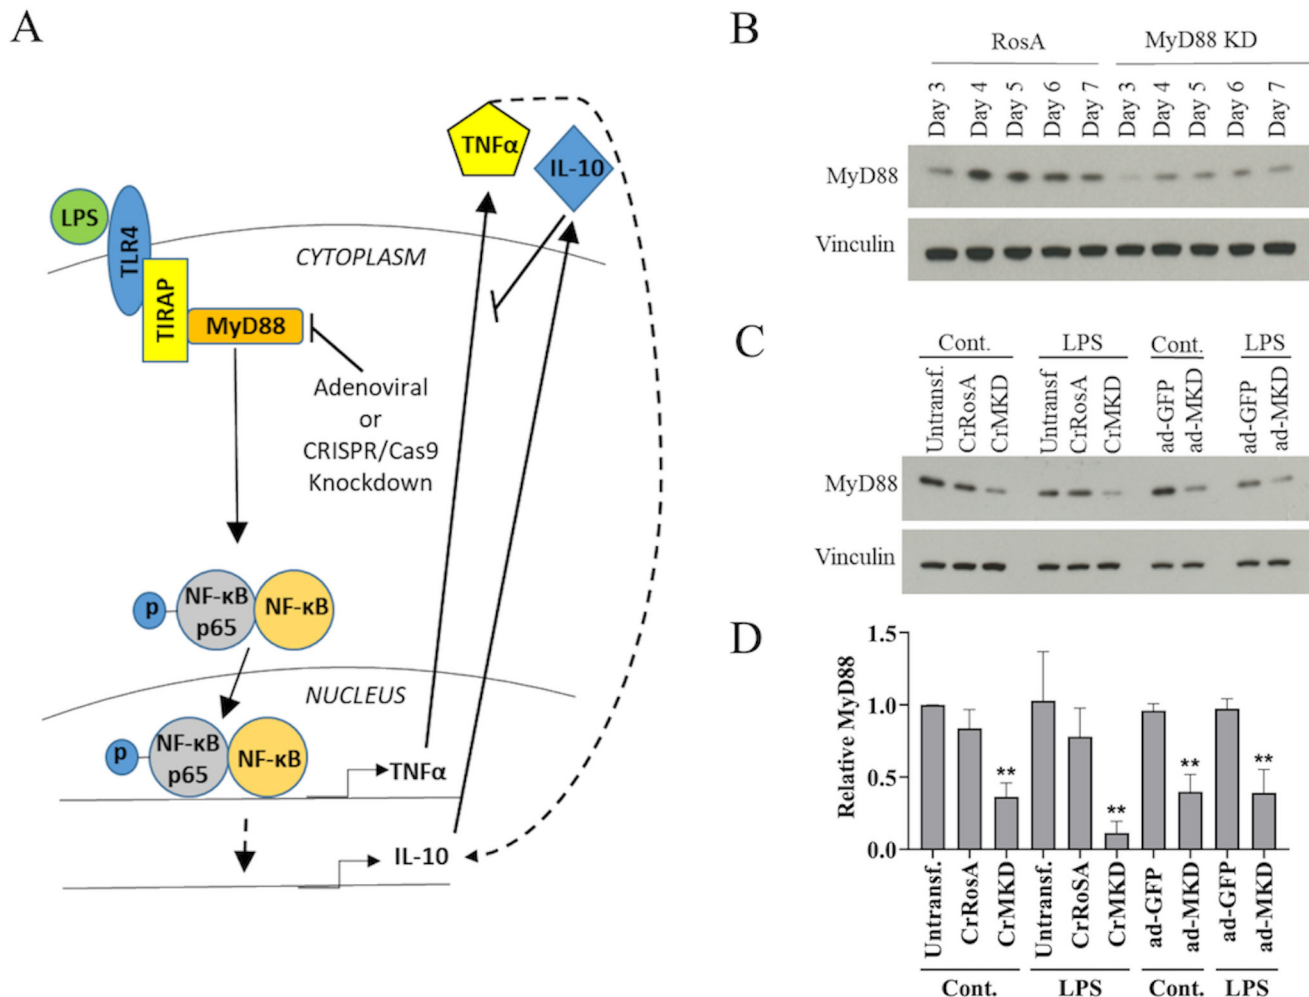 A
TNFα
IL-10
LPS
TLR4
CYTOPLASM
TIRAP
MyD88
Adenoviral
or
CRISPR/Cas9
Knockdown
p
NF-κB
p65
NF-κB
NUCLEUS
p
NF-κB
p65
NF-κB
TNFα
IL-10
B
RosA MyD88 KD
Day 3 Day 4 Day 5 Day 6 Day 7 Day 3 Day 4 Day 5 Day 6 Day 7
MyD88
Vinculin
C
Cont. LPS Cont. LPS
Untransf. CrRosA CrMKD Untransf CrRosA CrMKD ad-GFP ad-MKD ad-GFP ad-MKD
MyD88
Vinculin
D
Relative MyD88
1.5
1.0
0.5
0.0
** ** ** **
Untransf. CrRosA CrMKD Untransf. CrRoSA CrMKD ad-GFP ad-MKD ad-GFP ad-MKD
Cont. LPS Cont. LPS